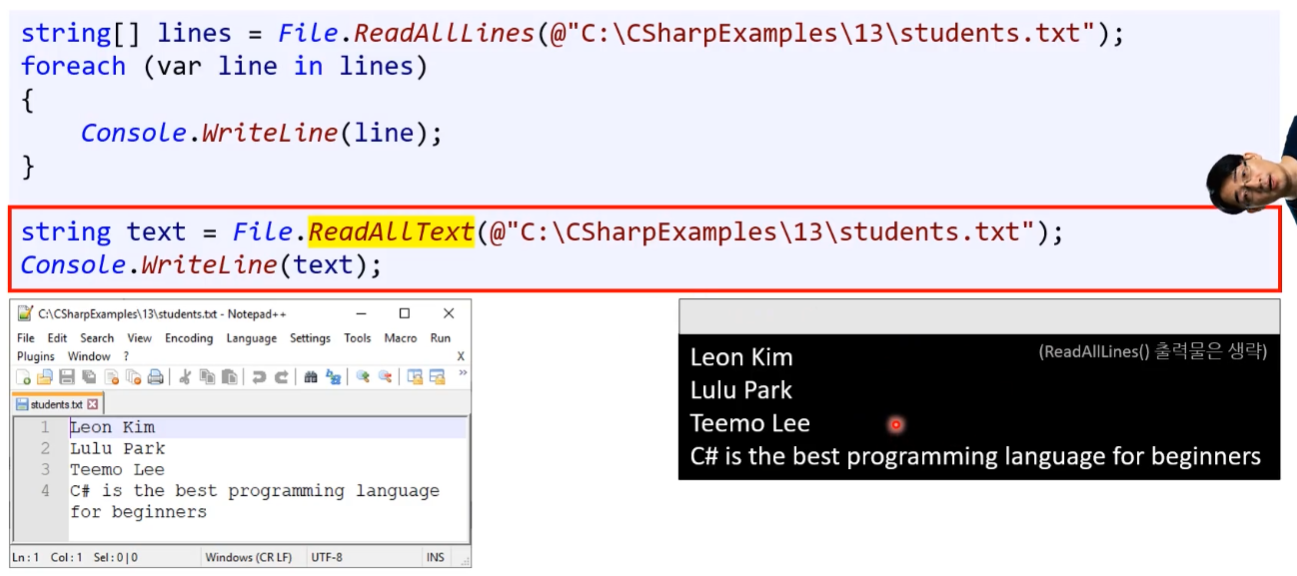 string[] lines = File.ReadAllLines(@"C:\CSharpExamples\13\students.txt");
foreach (var line in lines)
{
    Console.WriteLine(line);
}
string text = File.ReadAllText(@"C:\CSharpExamples\13\students.txt");
Console.WriteLine(text);
C:\CSharpExamples\13\students.txt - Notepad++
File Edit Search View Encoding Language Settings Tools Macro Run
Plugins Window ? X
students.txt
1 Leon Kim
2 Lulu Park
3 Teemo Lee
4 C# is the best programming language
for beginners
Ln : 1 Col : 1 Sel : 0 | 0 Windows (CR LF) UTF-8 INS
(ReadAllLines() 출력물은 생략)
Leon Kim
Lulu Park
Teemo Lee
C# is the best programming language for beginners